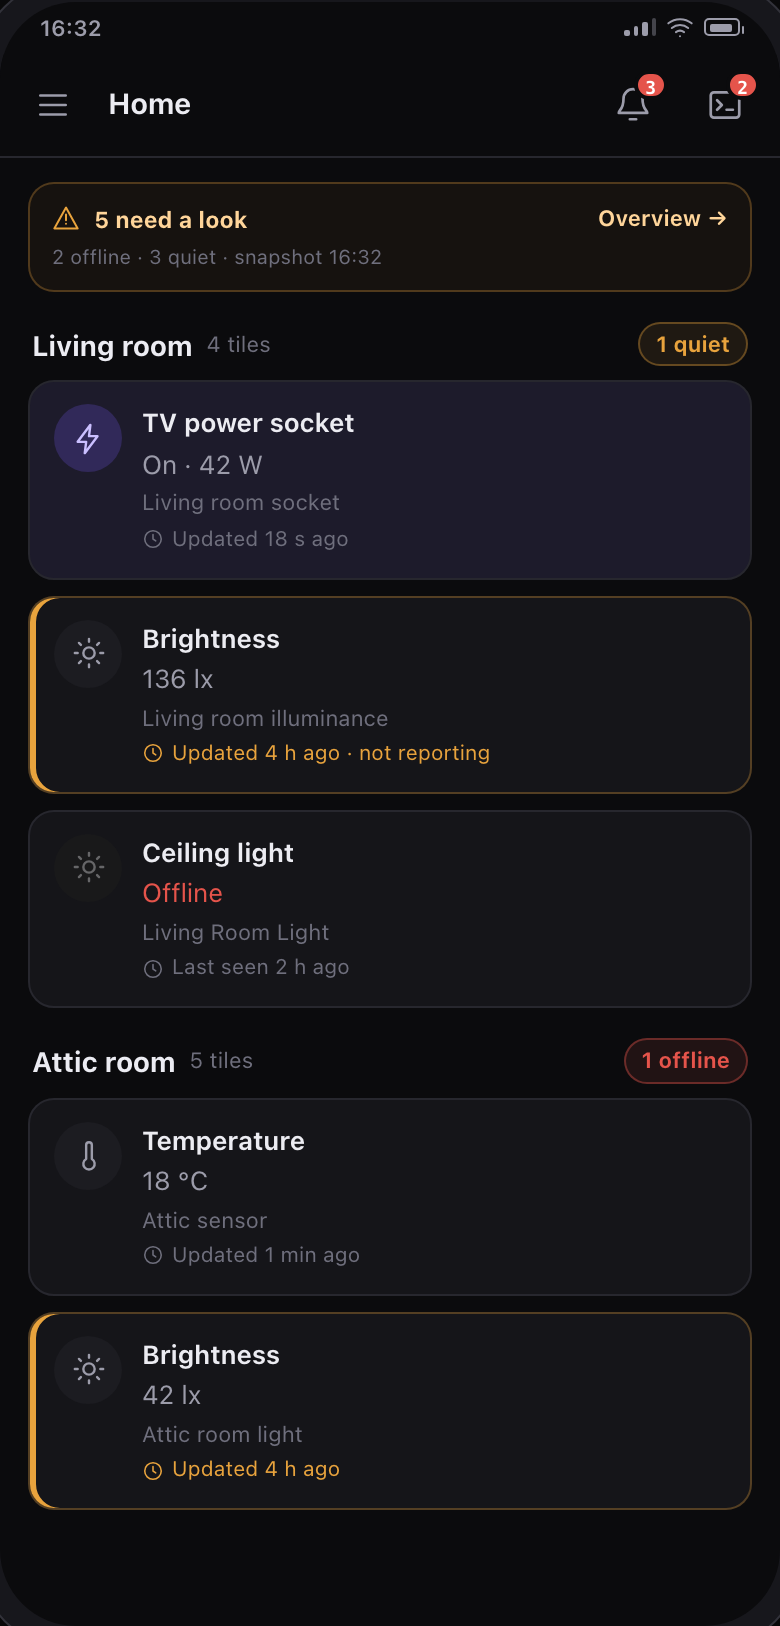 16:32
Home
3
2
5 need a look
Overview →
2 offline · 3 quiet · snapshot 16:32
Living room 4 tiles
1 quiet
TV power socket
On · 42 W
Living room socket
Updated 18 s ago
Brightness
136 lx
Living room illuminance
Updated 4 h ago · not reporting
Ceiling light
Offline
Living Room Light
Last seen 2 h ago
Attic room 5 tiles
1 offline
Temperature
18 °C
Attic sensor
Updated 1 min ago
Brightness
42 lx
Attic room light
Updated 4 h ago